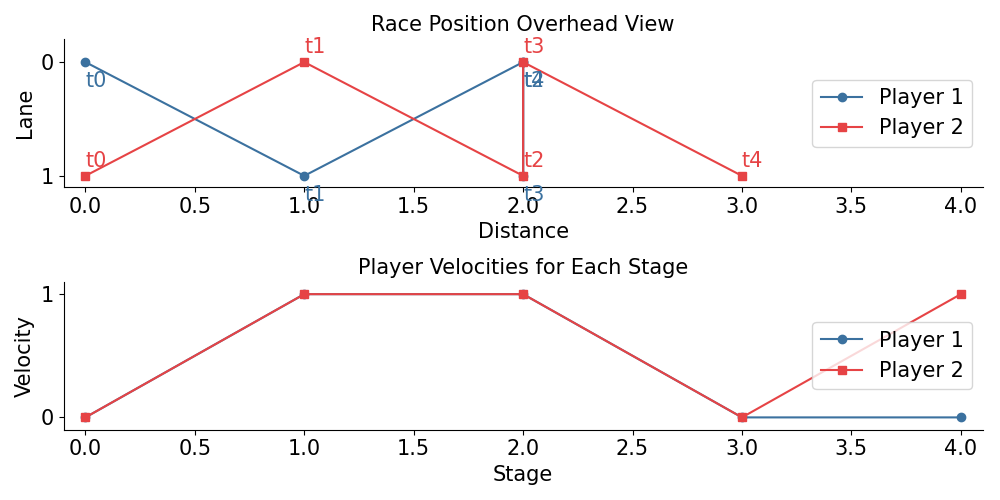 Race Position Overhead View
0
1
Lane
t0
t0
t1
t1
t3
t2
t4
t2
t3
t4
Player 1
Player 2
0.0 0.5 1.0 1.5 2.0 2.5 3.0 3.5 4.0
Distance
Player Velocities for Each Stage
1
0
Velocity
Player 1
Player 2
0.0 0.5 1.0 1.5 2.0 2.5 3.0 3.5 4.0
Stage